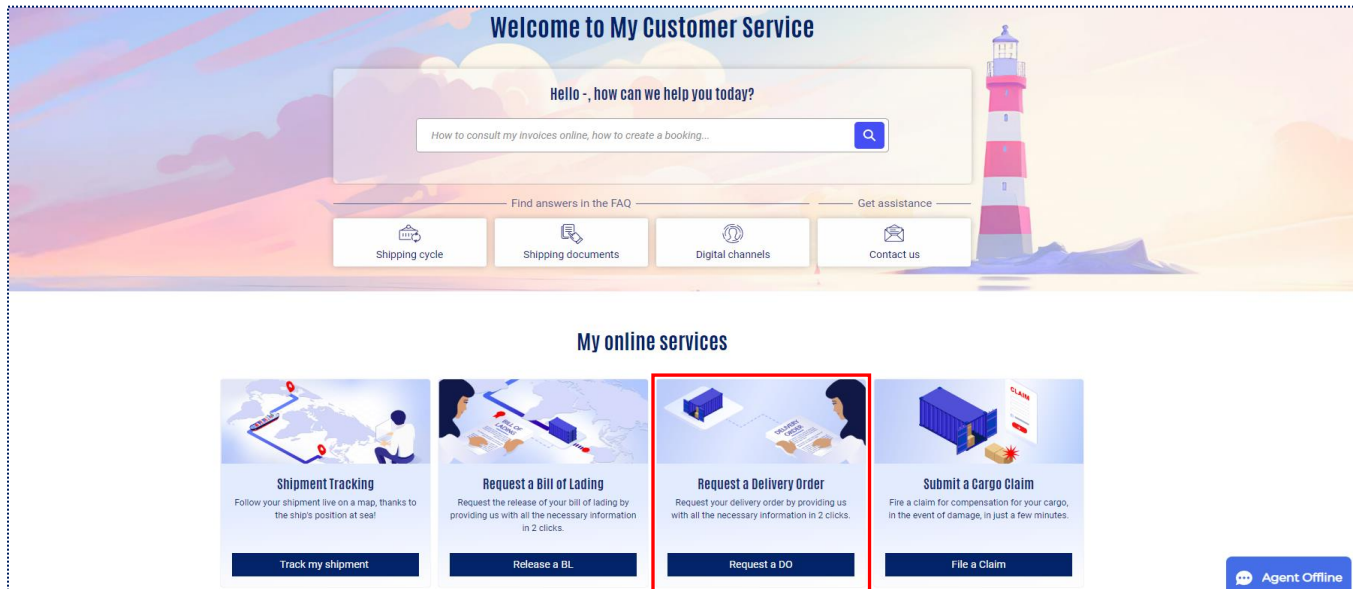 Welcome to My Customer Service
Hello -, how can we help you today?
How to consult my invoices online, how to create a booking...
Find answers in the FAQ
Get assistance
Shipping cycle
Shipping documents
Digital channels
Contact us
My online services
BILL OF
LADING
DELIVERY
ORDER
CLAIM
Shipment Tracking
Follow your shipment live on a map, thanks to
the ship's position at sea!
Track my shipment
Request a Bill of Lading
Request the release of your bill of lading by
providing us with all the necessary information
in 2 clicks.
Release a BL
Request a Delivery Order
Request your delivery order by providing us
with all the necessary information in 2 clicks.
Request a DO
Submit a Cargo Claim
Fire a claim for compensation for your cargo,
in the event of damage, in just a few minutes.
File a Claim
Agent Offline